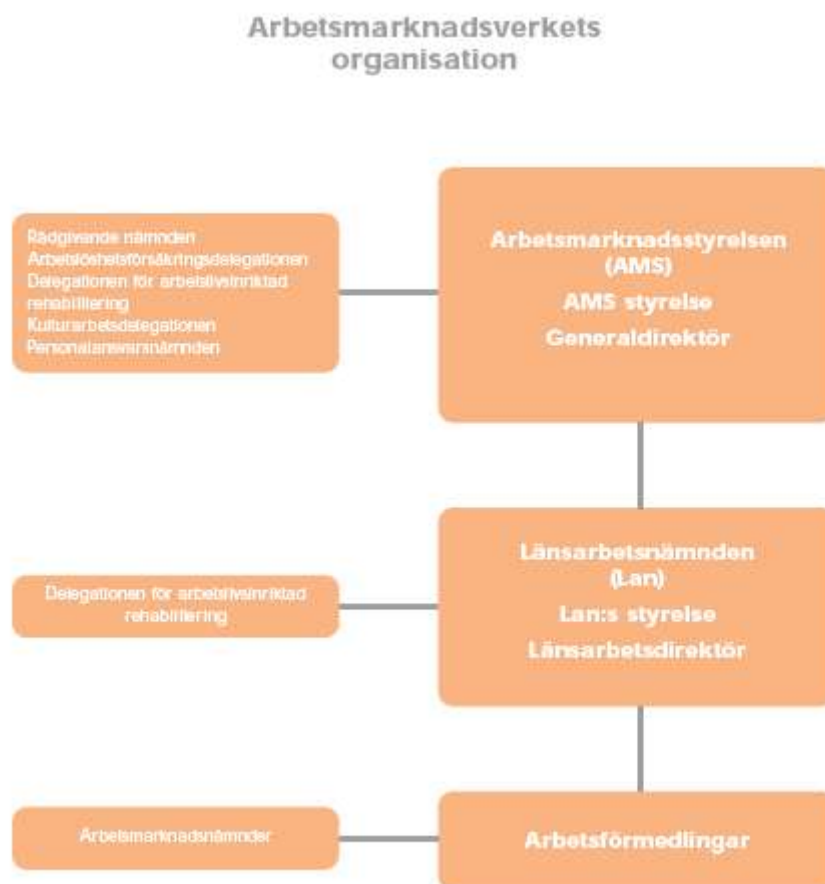 Arbetsmarknadsverkets
organisation
Rådgivande nämnden
Arbetslöshetsförsäkringsdelegationen
Delegationen för arbetslivsinriktad
rehabilitering
Kulturarbetsdelegationen
Personalansvarsnämnden
Arbetsmarknadsstyrelsen
(AMS)
AMS styrelse
Generaldirektör
Delegationen för arbetslivsinriktad
rehabilitering
Länsarbetsnämnden
(Lan)
Lan:s styrelse
Länsarbetsdirektör
Arbetsmarknadsnämnder
Arbetsförmedlingar